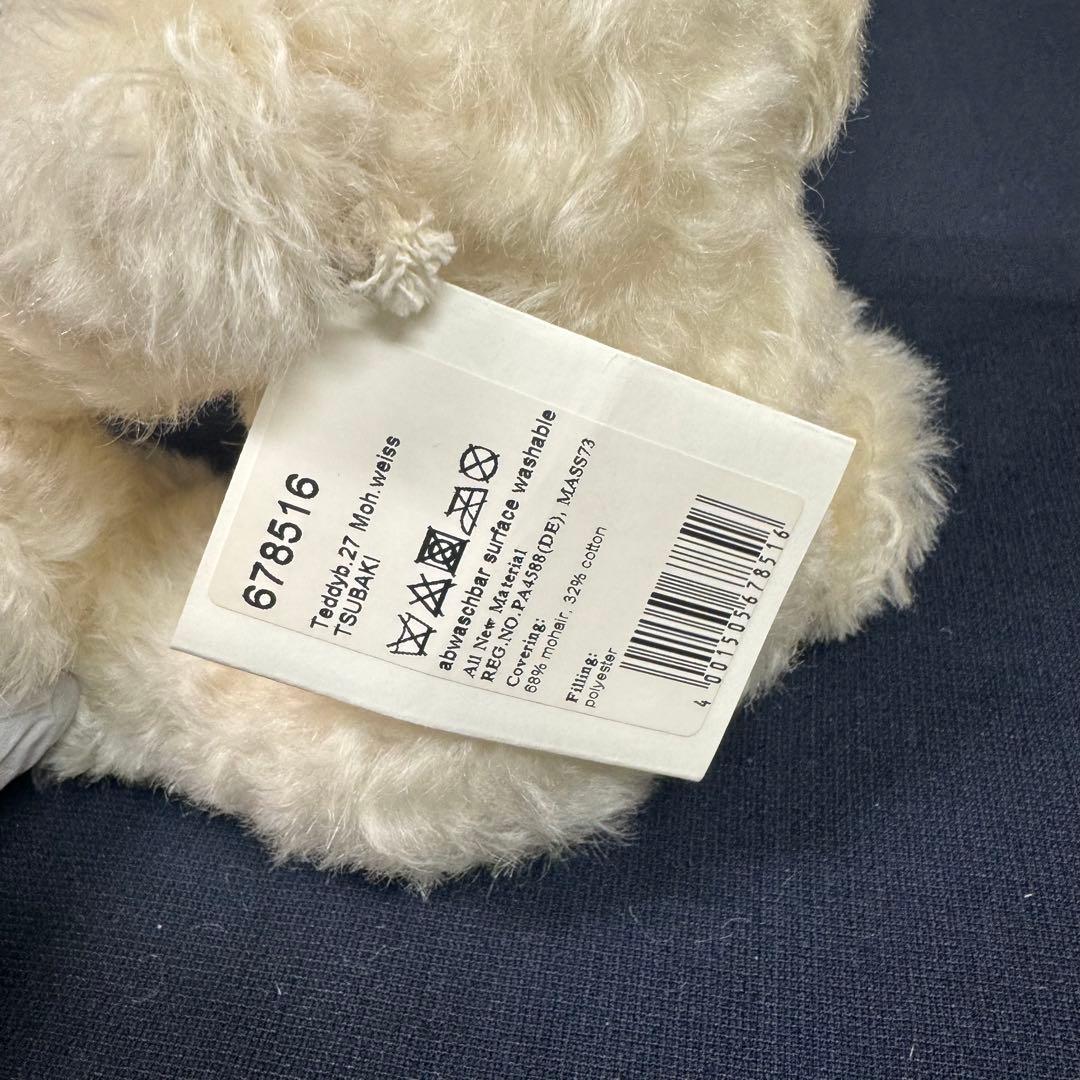 678516
Teddyb.27 Moh.weiss
TSUBAKI
abwaschbar surface washable
All New Material
REG.NO.PA4588(DE), MASS73
Covering:
68% mohair, 32% cotton
Filling:
polyester
4 001505 678516